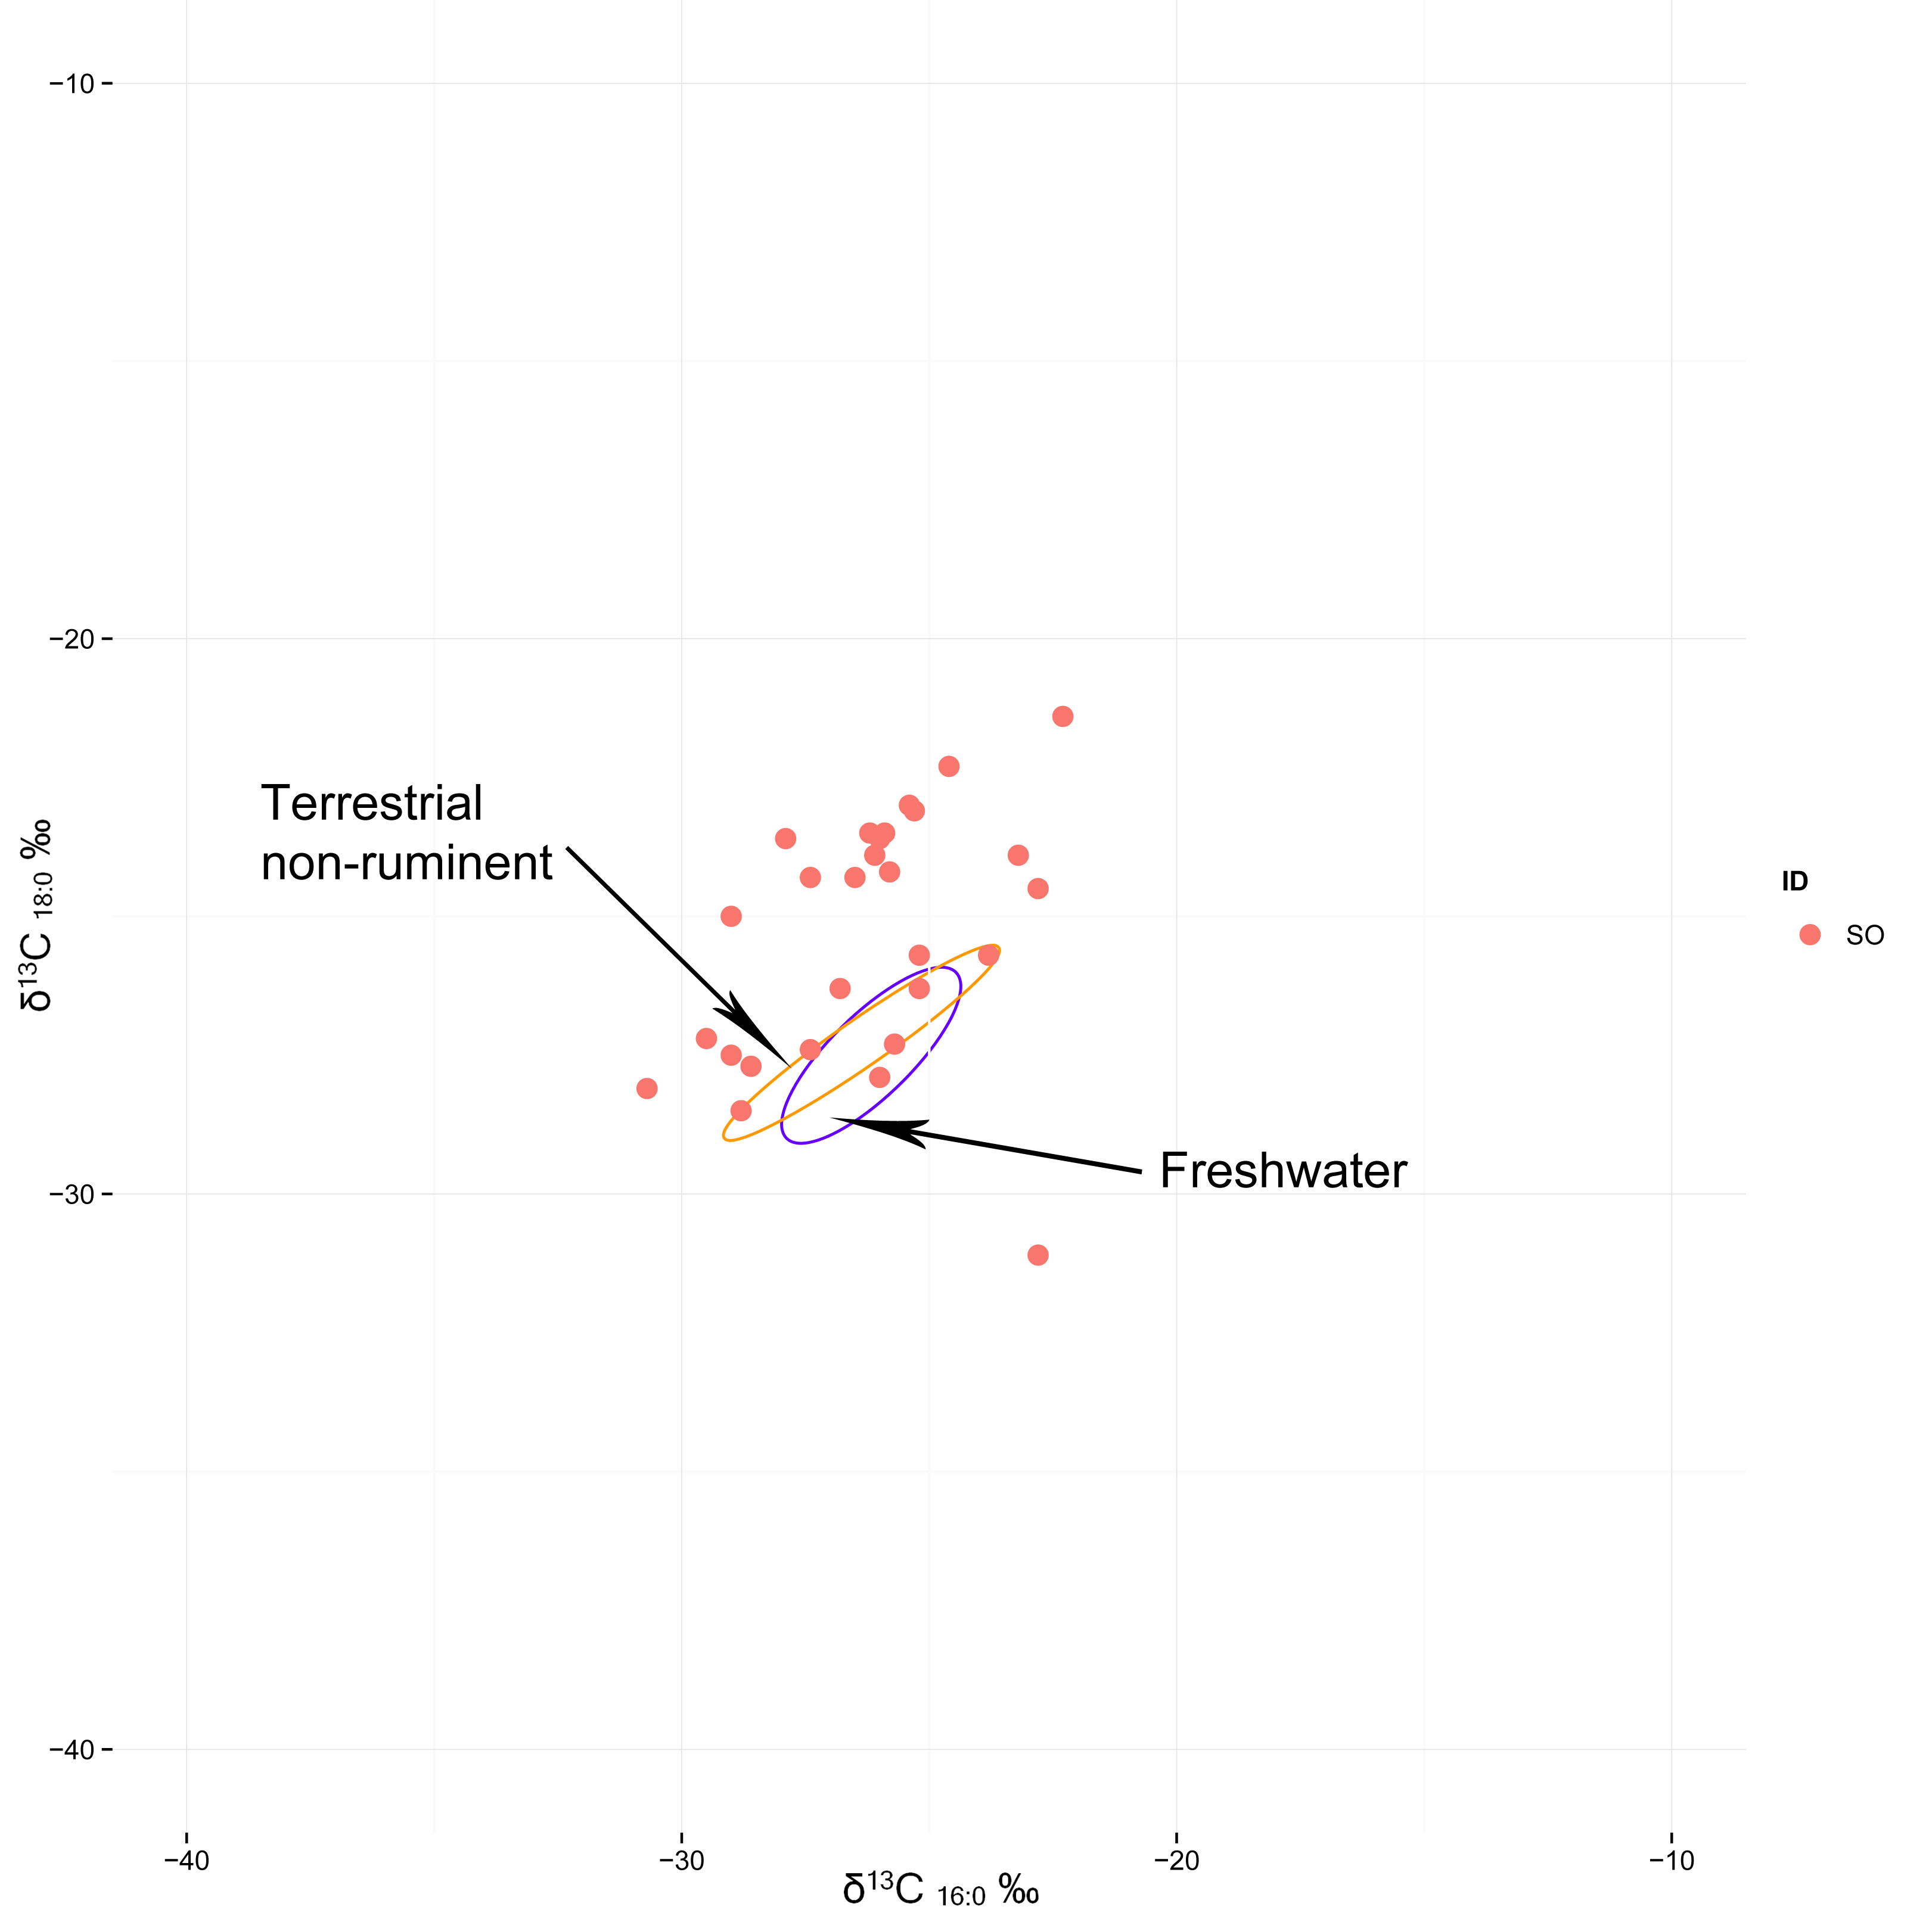 −10
−20
−30
−40
δ13C 18:0 ‰
Terrestrial
non-ruminent
Freshwater
ID
SO
−40
−30
−20
−10
δ13C 16:0 ‰